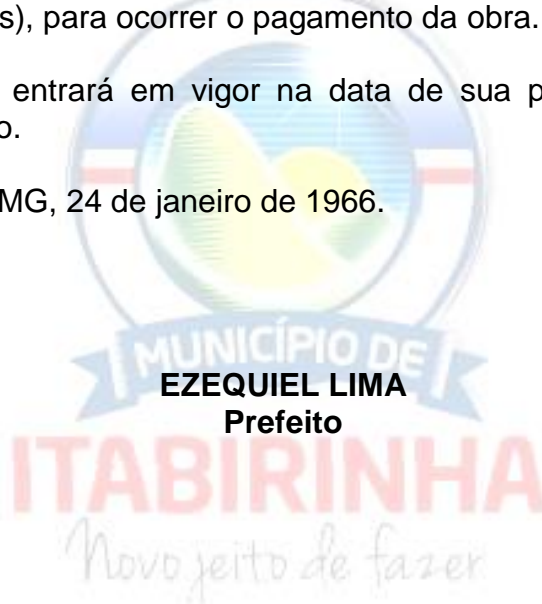 s), para ocorrer o pagamento da obra.
entrará em vigor na data de sua p
o.
MG, 24 de janeiro de 1966.
MUNICÍPIO DE
EZEQUIEL LIMA
Prefeito
ITABIRINHA
Novo jeito de fazer